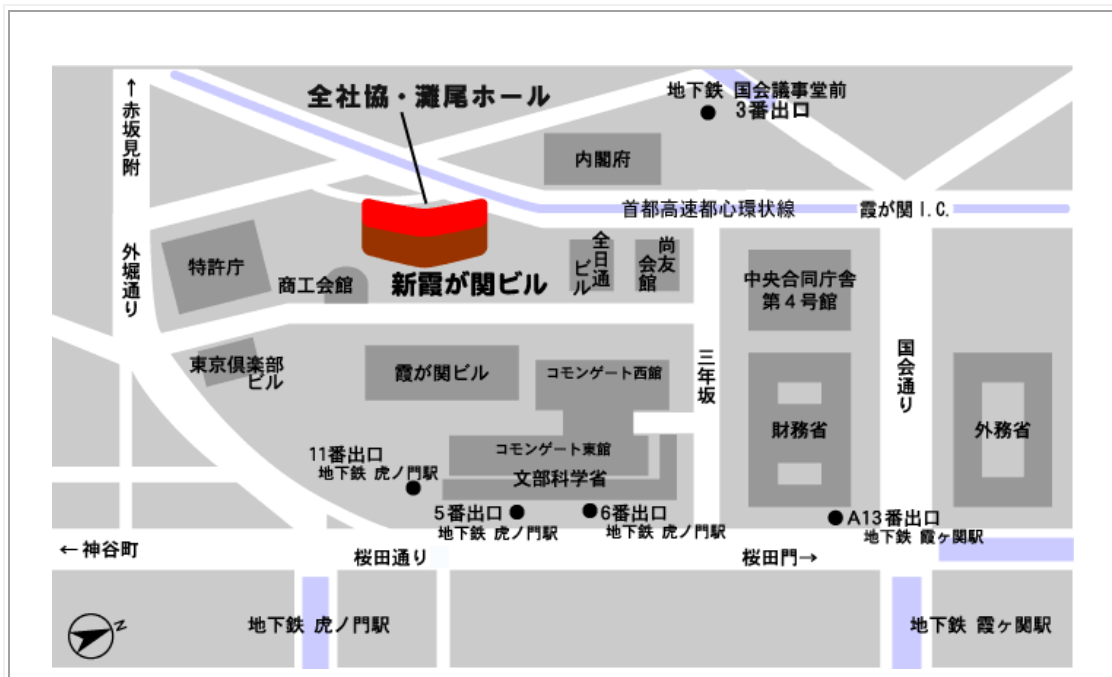 全社協・灘尾ホール
地下鉄 国会議事堂前
3番出口
↑赤坂見附
内閣府
首都高速都心環状線
霞が関 I.C.
外堀通り
特許庁
商工会館
新霞が関ビル
全日通
ビル
尚友
会館
中央合同庁舎
第4号館
東京倶楽部
ビル
霞が関ビル
コモンゲート西館
三年坂
国会通り
財務省
外務省
コモンゲート東館
文部科学省
11番出口
地下鉄 虎ノ門駅
5番出口
地下鉄 虎ノ門駅
6番出口
地下鉄 虎ノ門駅
A13番出口
地下鉄 霞ヶ関駅
←神谷町
桜田通り
桜田門→
地下鉄 虎ノ門駅
地下鉄 霞ヶ関駅
N